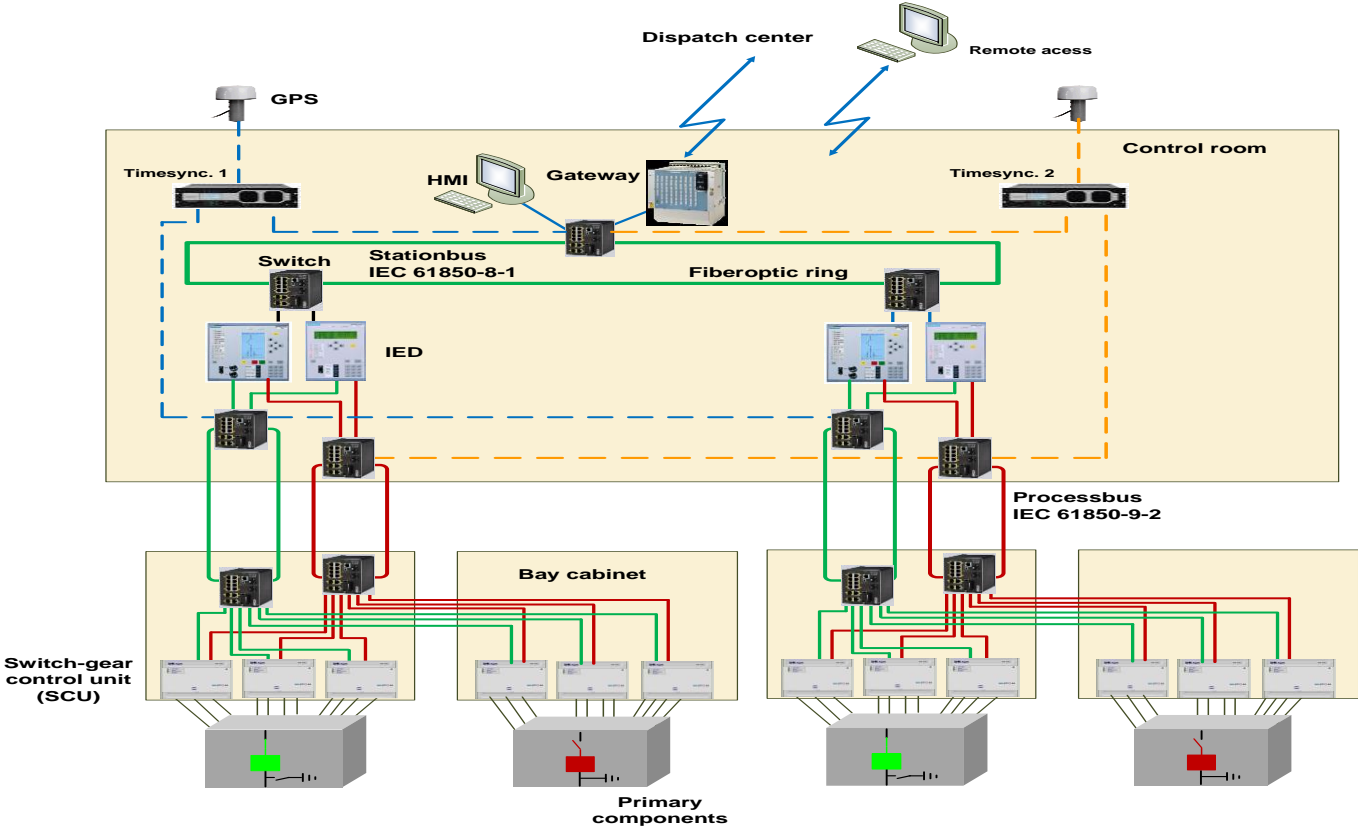 Dispatch center
Remote acess
GPS
Control room
Timesync. 1
HMI
Gateway
Timesync. 2
Stationbus
IEC 61850-8-1
Switch
Fiberoptic ring
IED
Processbus
IEC 61850-9-2
Bay cabinet
Switch-gear
control unit
(SCU)
Primary
components